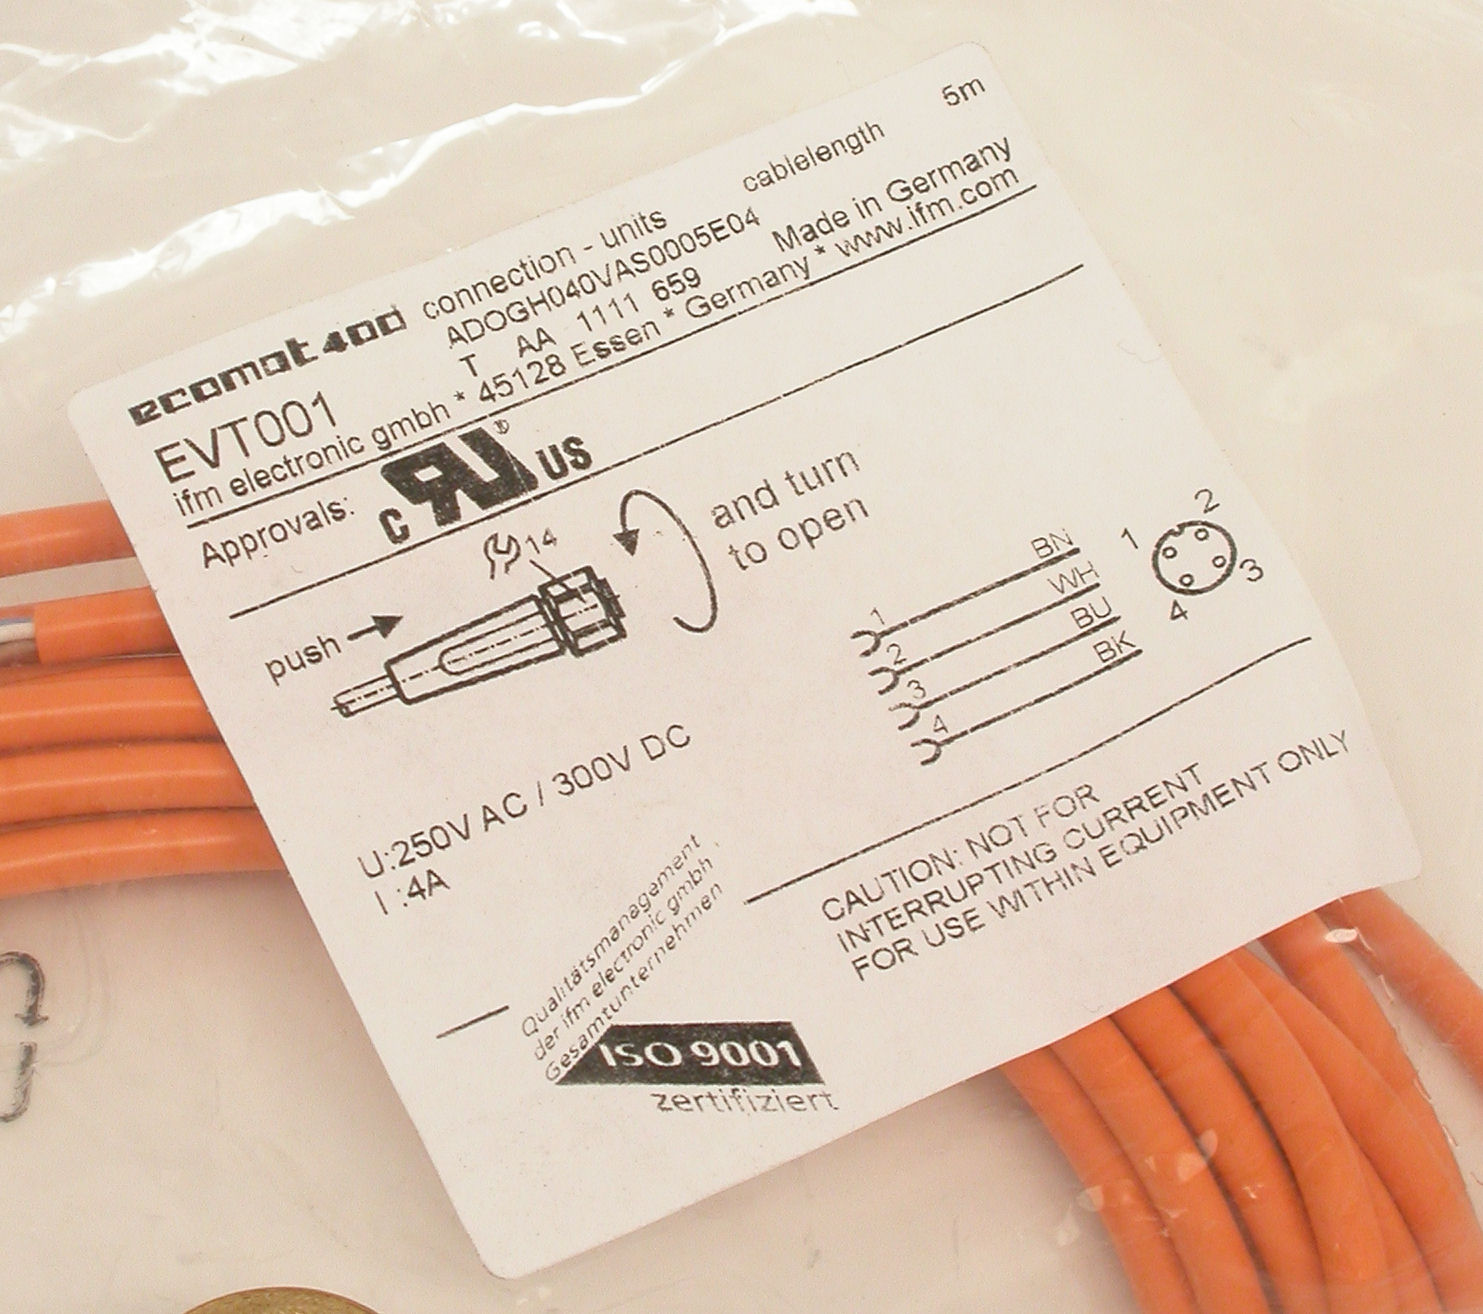 ecomat 400 connection - units cablelength 5m
EVT001 ADOGH040VAS0005E04
T AA 1111 659 Made in Germany
ifm electronic gmbh * 45128 Essen * Germany * www.ifm.com
Approvals: c RU ® US
14
push
and turn
to open
1 BN
2 WH
3 BU
4 BK
1 2
4 3
U:250V AC / 300V DC
I :4A
CAUTION: NOT FOR
INTERRUPTING CURRENT
FOR USE WITHIN EQUIPMENT ONLY
Qualitätsmanagement
der ifm electronic gmbh
Gesamtunternehmen
ISO 9001
zertifiziert